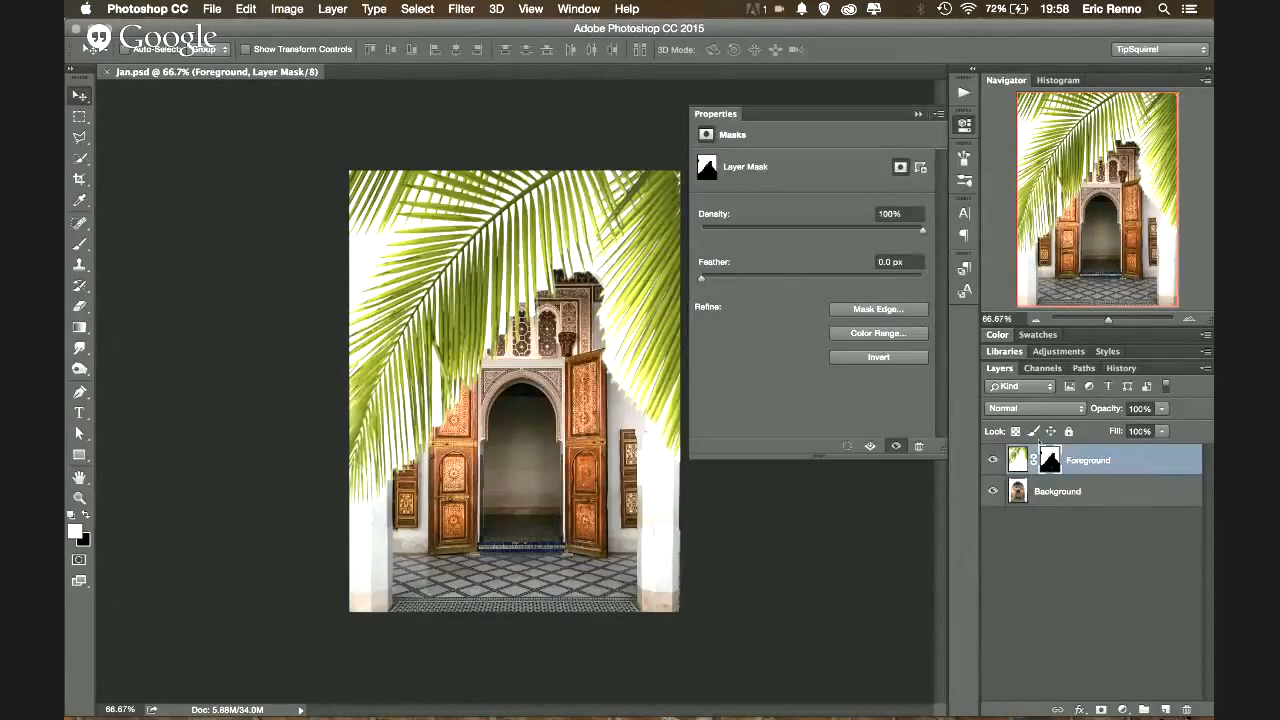 Photoshop CC File Edit Image Layer Type Select Filter 3D View Window Help 1 72% 19:58 Eric Renno
Adobe Photoshop CC 2015
Google
Auto-Select: Group Show Transform Controls 3D Mode: TipSquirrel
× Jan.psd @ 66.7% (Foreground, Layer Mask/8)
Navigator Histogram
Properties
Masks
Layer Mask
Density: 100%
Feather: 0.0 px
Refine: Mask Edge...
Color Range...
Invert
66.67%
Color Swatches
Libraries Adjustments Styles
Layers Channels Paths History
Kind
Normal Opacity: 100%
Lock: Fill: 100%
Foreground
Background
66.67% Doc: 5.88M/34.0M
fx